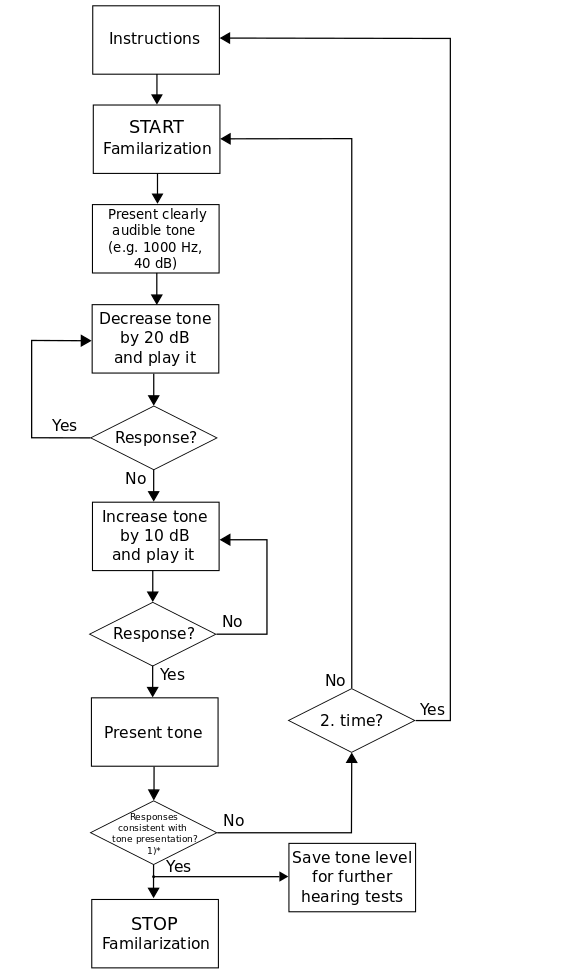 Instructions
START
Familarization
Present clearly
audible tone
(e.g. 1000 Hz,
40 dB)
Decrease tone
by 20 dB
and play it
Response?
Yes
No
Increase tone
by 10 dB
and play it
Response?
No
Yes
Present tone
No
2. time?
Yes
Responses
consistent with
tone presentation?
1)*
No
Yes
Save tone level
for further
hearing tests
STOP
Familarization